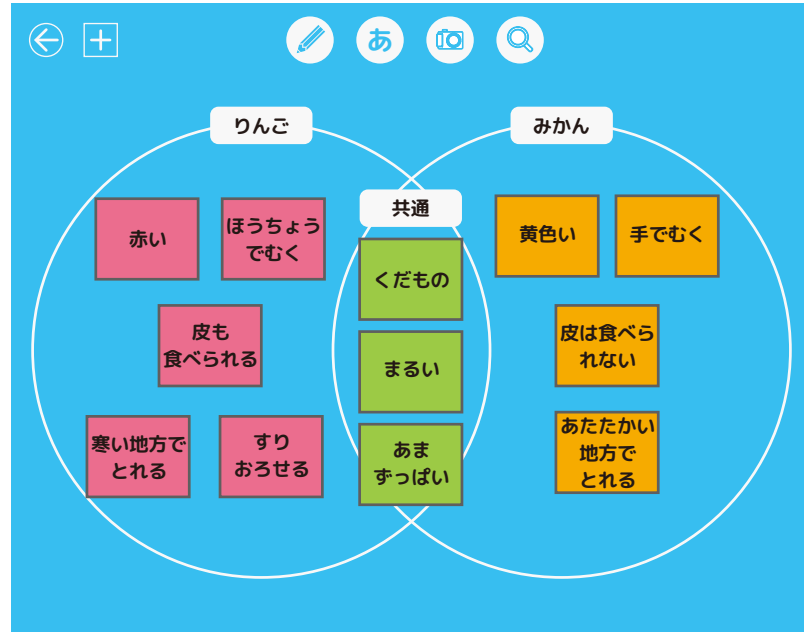 あ
りんご
みかん
共通
赤い
ほうちょう
でむく
皮も
食べられる
寒い地方で
とれる
すり
おろせる
くだもの
まるい
あま
ずっぱい
黄色い
手でむく
皮は食べら
れない
あたたかい
地方で
とれる